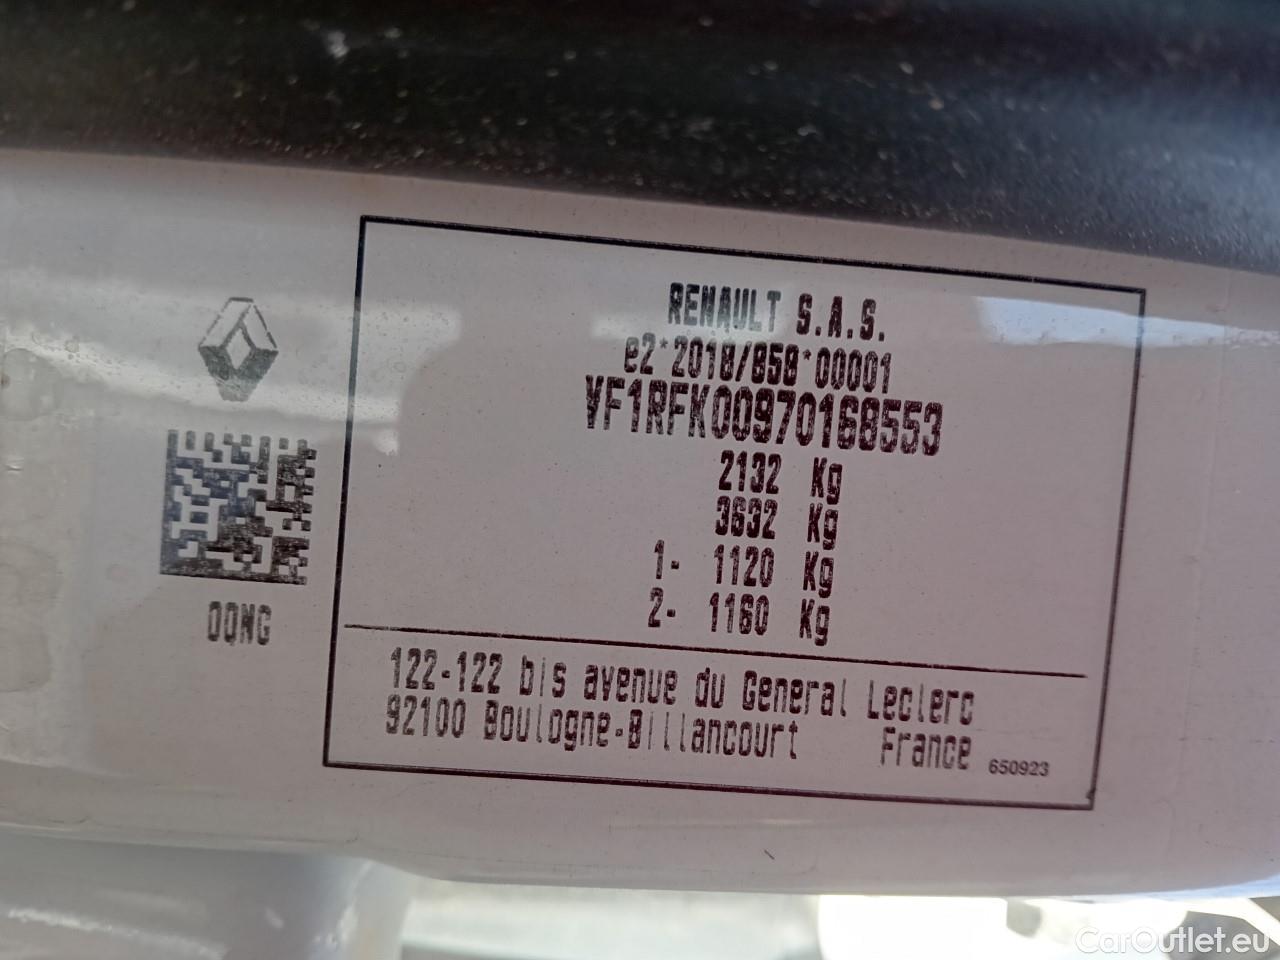 RENAULT S.A.S.
e2*2018/858*00001
VF1RFK00970168553
2132 Kg
3632 Kg
1- 1120 Kg
2- 1160 Kg
OQNG
122-122 bis avenue du General Leclerc
92100 Boulogne-Billancourt France 650923
CarOutlet.eu